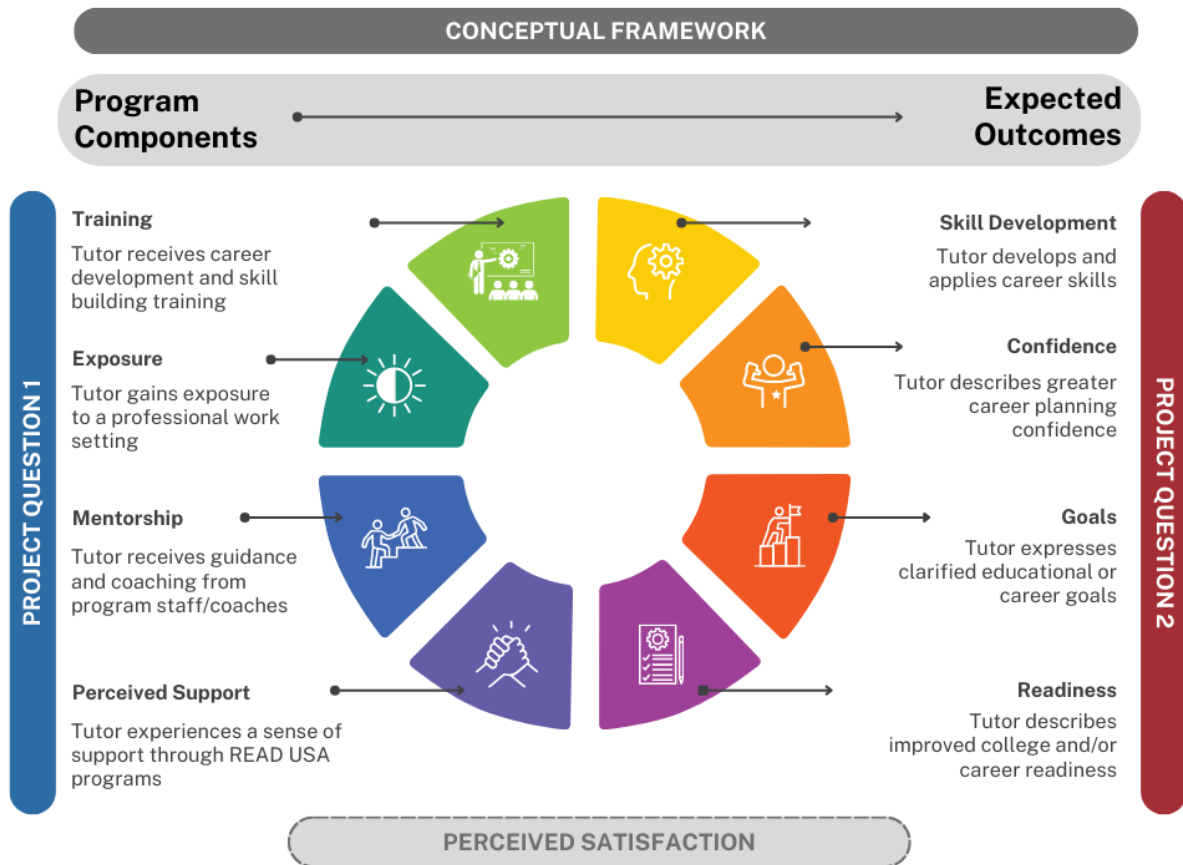 CONCEPTUAL FRAMEWORK
Program
Components
Expected
Outcomes
PROJECT QUESTION 1
Training
Tutor receives career
development and skill
building training
Exposure
Tutor gains exposure
to a professional work
setting
Mentorship
Tutor receives guidance
and coaching from
program staff/coaches
Perceived Support
Tutor experiences a sense of
support through READ USA
programs
Skill Development
Tutor develops and
applies career skills
Confidence
Tutor describes greater
career planning
confidence
Goals
Tutor expresses
clarified educational or
career goals
Readiness
Tutor describes
improved college and/or
career readiness
PROJECT QUESTION 2
PERCEIVED SATISFACTION